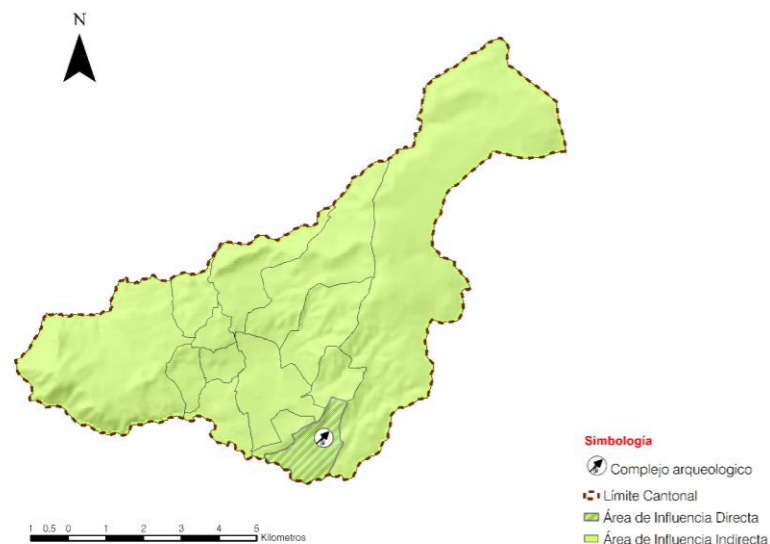 N
Simbología
Complejo arqueologico
Límite Cantonal
Área de Influencia Directa
Área de Influencia Indirecta
1 0.5 0 1 2 3 4 5
Kilometros